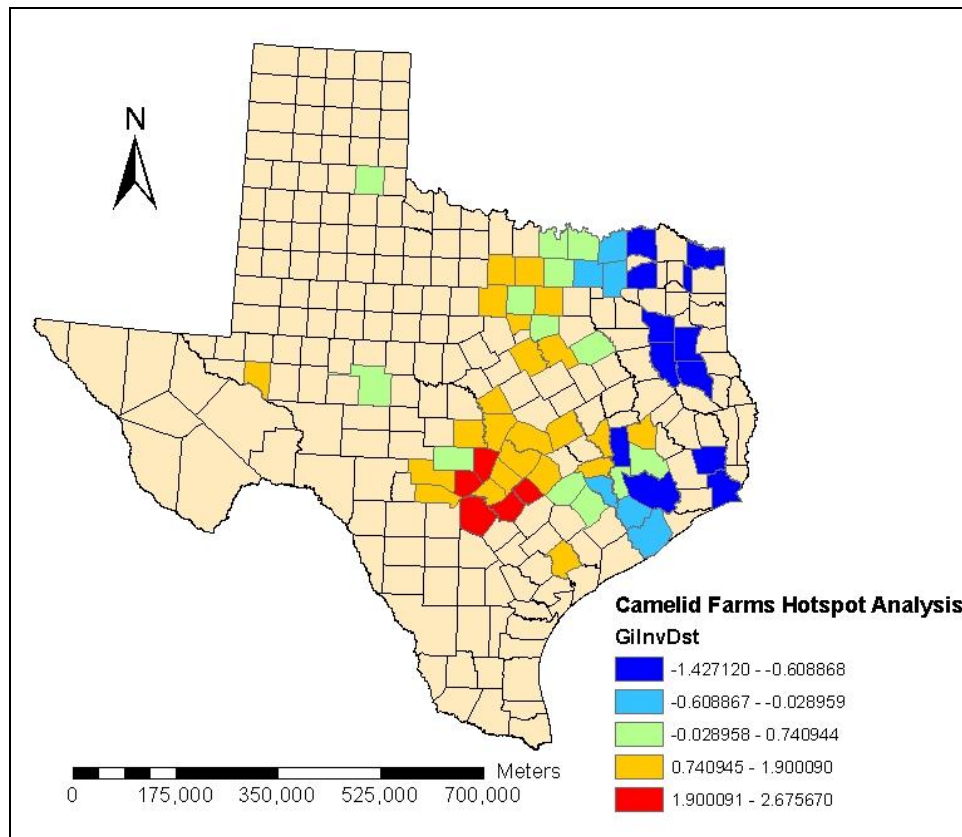 N
Camelid Farms Hotspot Analysis
GiInvDst
-1.427120 - -0.608868
-0.608867 - -0.028959
-0.028958 - 0.740944
0.740945 - 1.900090
1.900091 - 2.675670
Meters
0 175,000 350,000 525,000 700,000